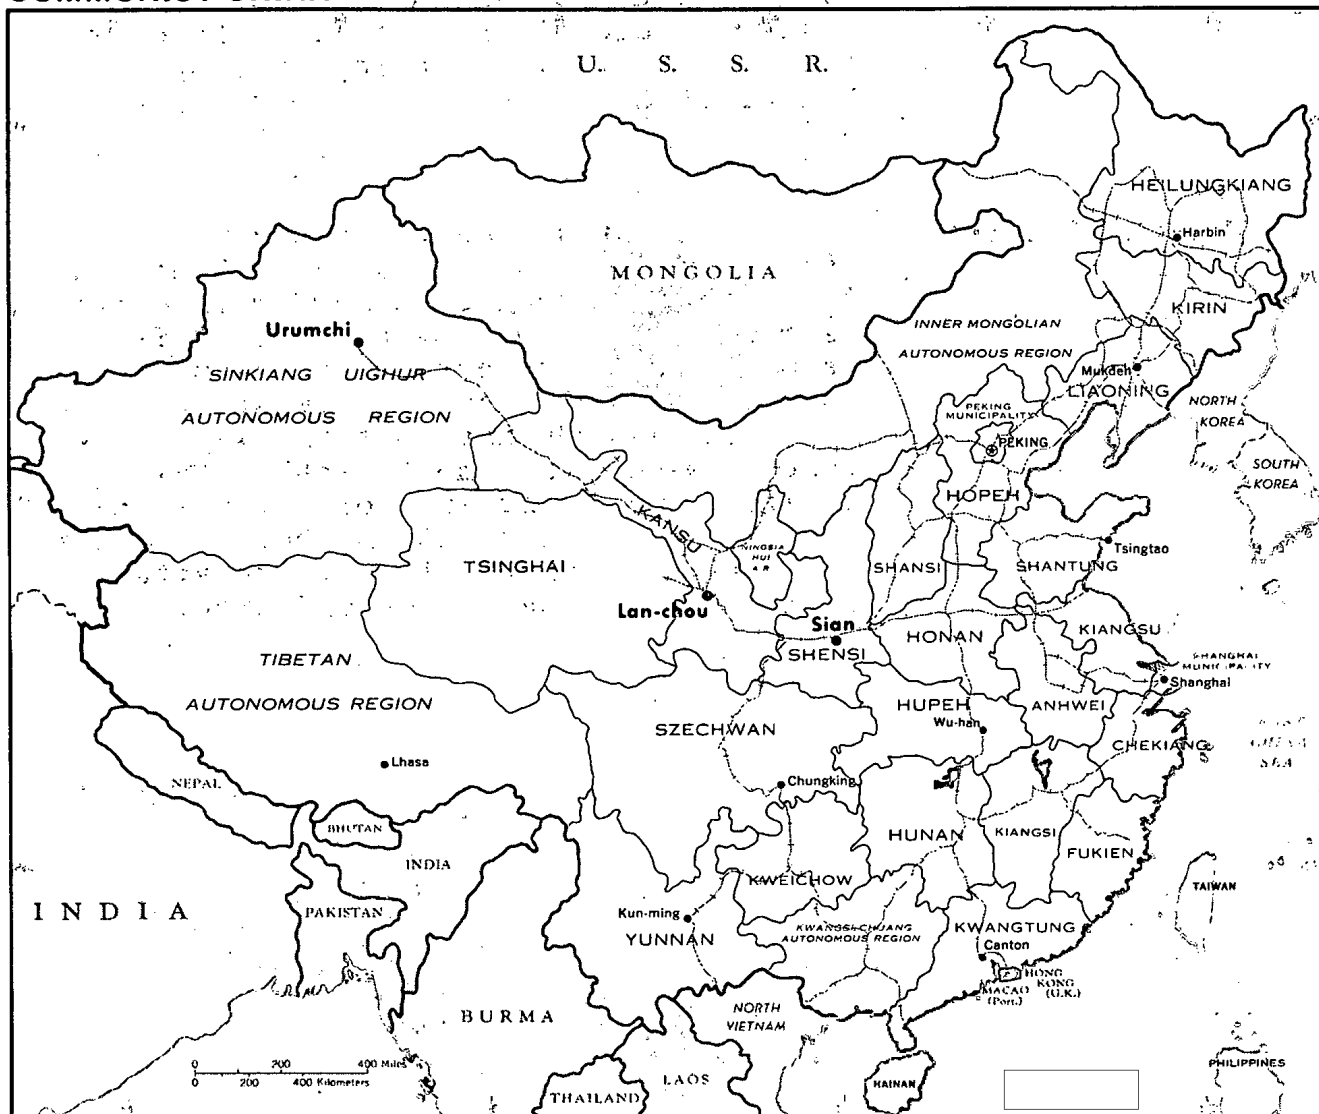 U. S. S. R.
HEILUNGKIANG
Harbin
MONGOLIA
KIRIN
INNER MONGOLIAN
AUTONOMOUS REGION
Urumchi
SINKIANG UIGHUR
AUTONOMOUS REGION
Mukden
LIAONING
NORTH
KOREA
PEKING
MUNICIPALITY
PEKING
SOUTH
KOREA
HOPEH
KANSU
NINGSIA
HUI
A.R.
TSINGHAI
SHANSI
Tsingtao
SHANTUNG
Lan-chou
Sian
SHENSI
HONAN
KIANGSU
SHANGHAI
MUNICIPALITY
Shanghai
TIBETAN
AUTONOMOUS REGION
SZECHWAN
HUPEH
Wu-han
ANHWEI
CHEKIANG
CHINA
SEA
Lhasa
Chungking
NEPAL
BHUTAN
INDIA
HUNAN
KIANGSI
FUKIEN
KWEICHOW
TAIWAN
INDIA
PAKISTAN
Kun-ming
YUNNAN
KWANGSI-CHUANG
AUTONOMOUS REGION
KWANGTUNG
Canton
HONG
KONG
(U.K.)
MACAO
(Port.)
BURMA
NORTH
VIETNAM
0 200 400 Miles
0 200 400 Kilometers
LAOS
THAILAND
HAINAN
PHILIPPINES